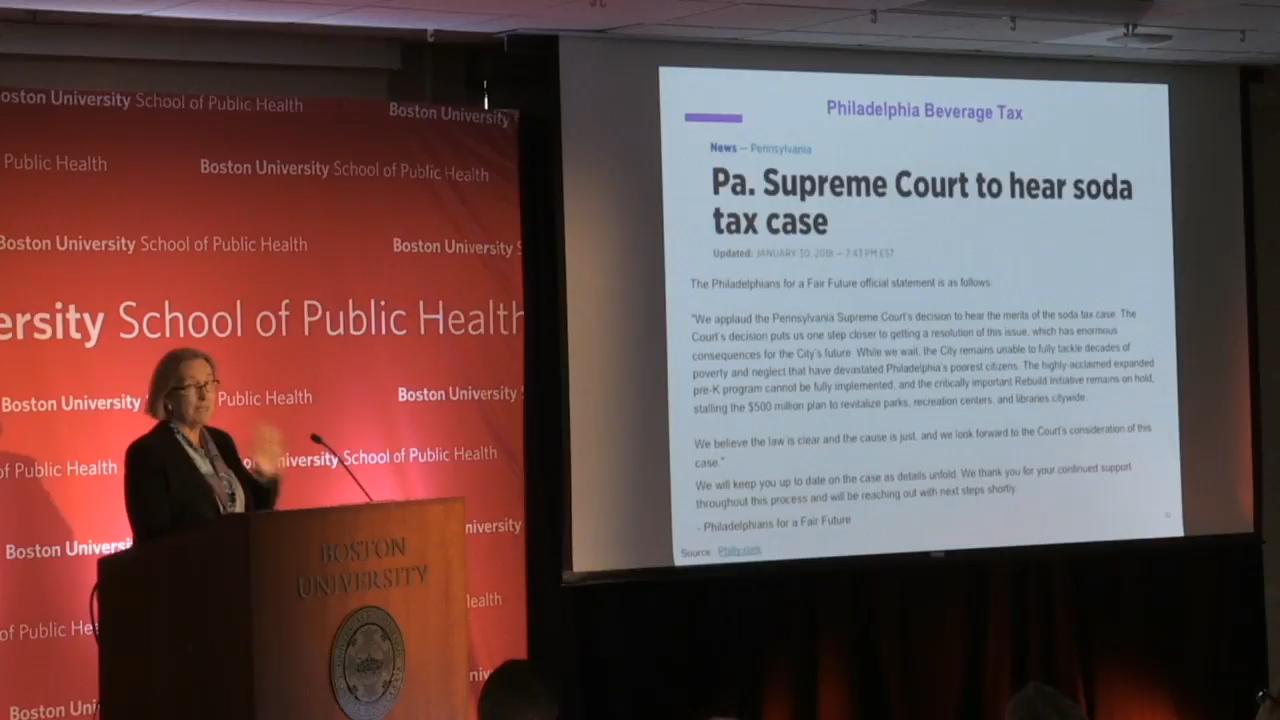 oston University School of Public Health
Boston University
Public Health
Boston University School of Public Health
Boston University School of Public Health
Boston University S
ersity School of Public Health
Boston University
Public Health
Boston University
of Public Health
niversity School of Public Health
Boston Universi
niversity
ealth
of Public He
niv
Boston Uni
BOSTON
UNIVERSITY
Philadelphia Beverage Tax
News — Pennsylvania
Pa. Supreme Court to hear soda
tax case
Updated: JANUARY 30, 2018 — 7:43 PM EST
The Philadelphians for a Fair Future official statement is as follows:
"We applaud the Pennsylvania Supreme Court's decision to hear the merits of the soda tax case. The
Court's decision puts us one step closer to getting a resolution of this issue, which has enormous
consequences for the City's future. While we wait, the City remains unable to fully tackle decades of
poverty and neglect that have devastated Philadelphia's poorest citizens. The highly-acclaimed expanded
pre-K program cannot be fully implemented, and the critically important Rebuild Initiative remains on hold,
stalling the $500 million plan to revitalize parks, recreation centers, and libraries citywide.
We believe the law is clear and the cause is just, and we look forward to the Court's consideration of this
case."
We will keep you up to date on the case as details unfold. We thank you for your continued support
throughout this process and will be reaching out with next steps shortly.
- Philadelphians for a Fair Future
Source: Philly.com